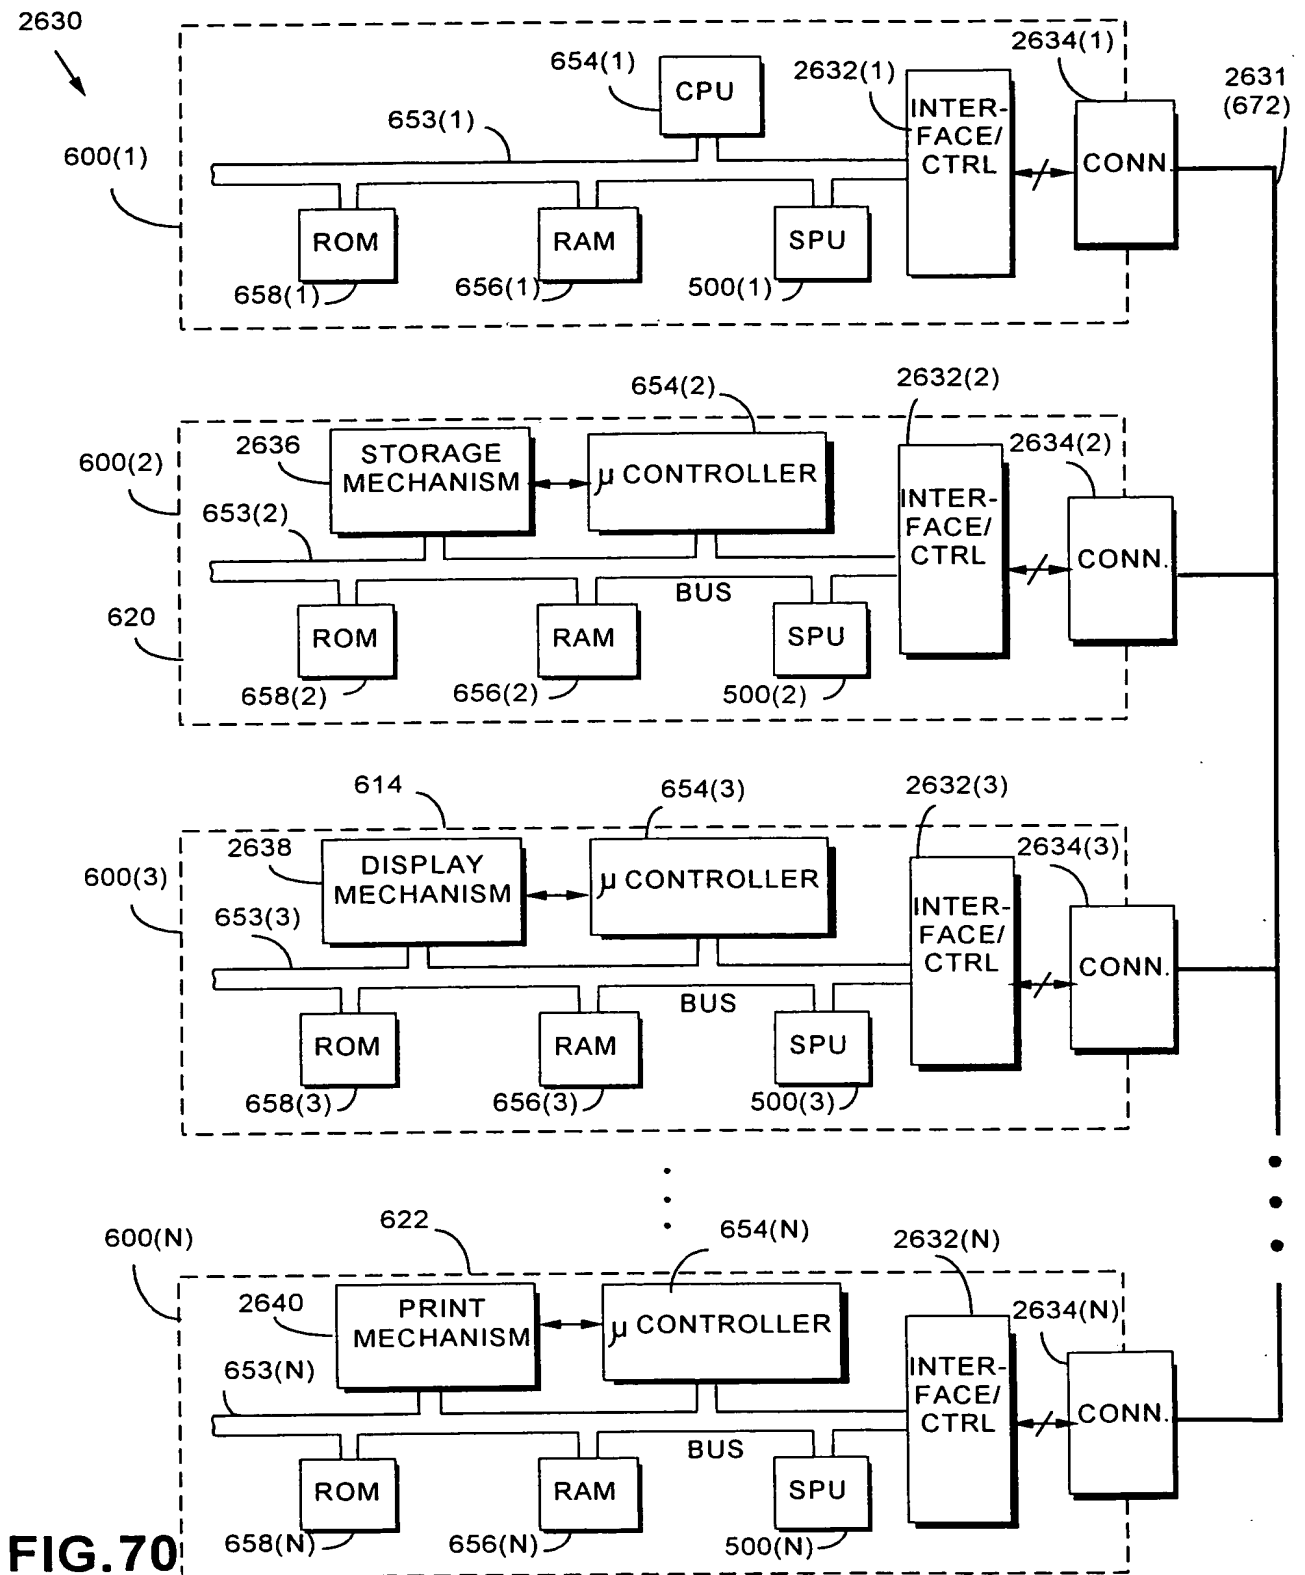 2630
654(1)
CPU
2632(1)
2634(1)
2631
(672)
653(1)
600(1)
INTER-
FACE/
CTRL
CONN.
ROM
RAM
SPU
658(1)
656(1)
500(1)
654(2)
2632(2)
2634(2)
600(2)
2636
STORAGE
MECHANISM
µ CONTROLLER
653(2)
INTER-
FACE/
CTRL
CONN.
BUS
620
ROM
RAM
SPU
658(2)
656(2)
500(2)
614
654(3)
2632(3)
2634(3)
600(3)
2638
DISPLAY
MECHANISM
µ CONTROLLER
653(3)
INTER-
FACE/
CTRL
CONN.
BUS
ROM
RAM
SPU
658(3)
656(3)
500(3)
600(N)
622
654(N)
2632(N)
2634(N)
2640
PRINT
MECHANISM
µ CONTROLLER
653(N)
INTER-
FACE/
CTRL
CONN.
BUS
ROM
RAM
SPU
658(N)
656(N)
500(N)
FIG.70